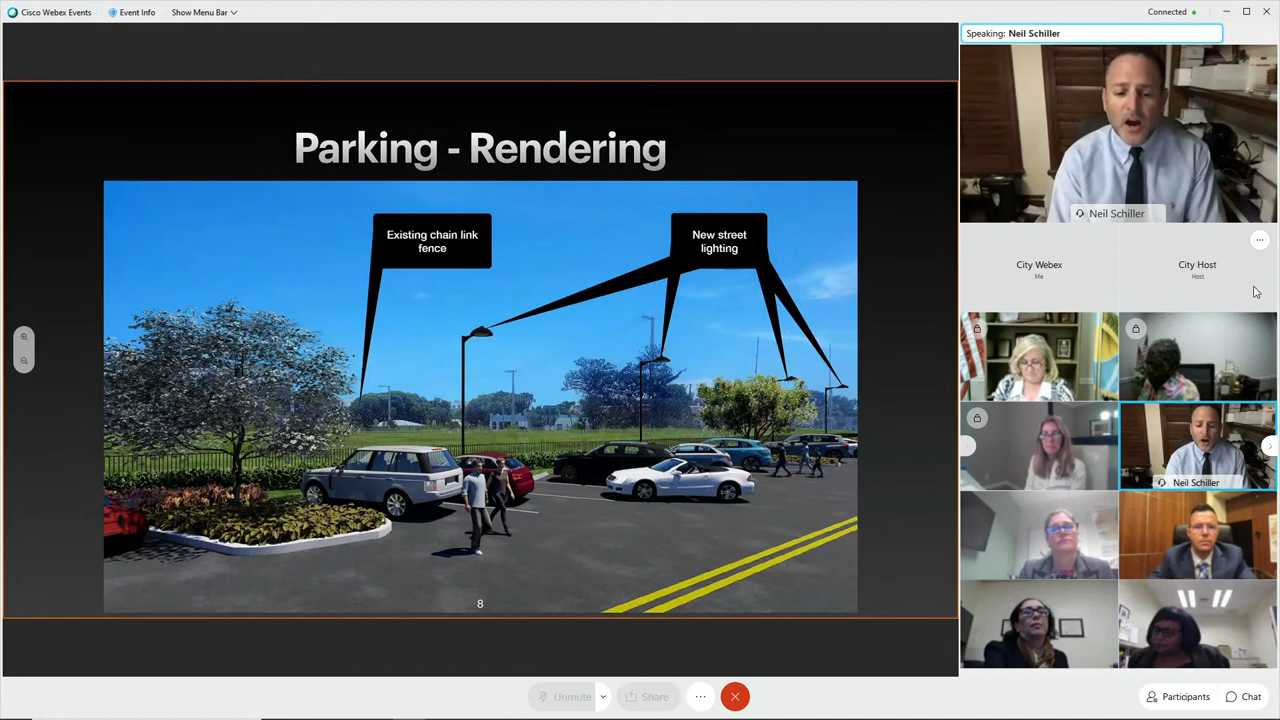 Cisco Webex Events
Event Info
Show Menu Bar
Connected
Speaking: Neil Schiller
Parking - Rendering
Existing chain link
fence
New street
lighting
8
Neil Schiller
City Webex
Me
City Host
Host
Neil Schiller
Unmute
Share
Participants
Chat